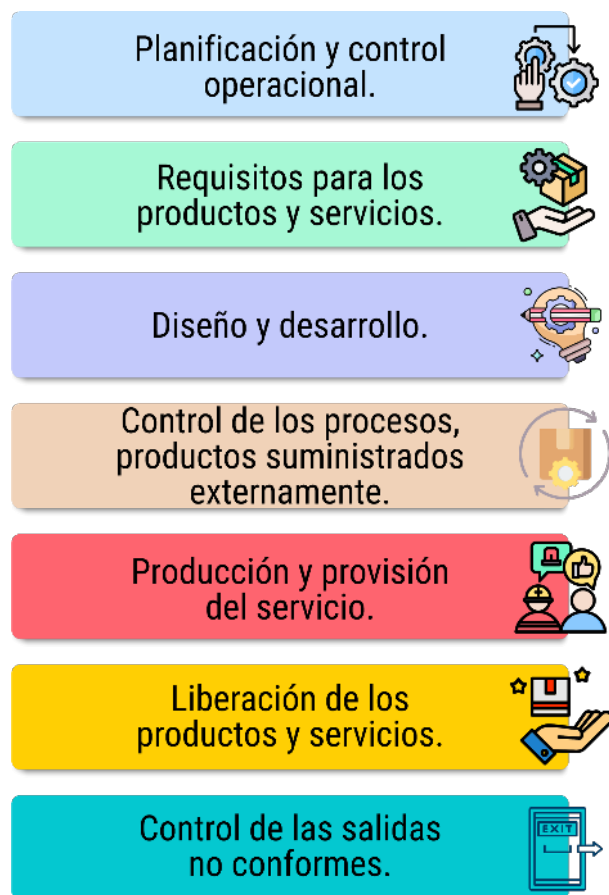 Planificación y control
operacional.
Requisitos para los
productos y servicios.
Diseño y desarrollo.
Control de los procesos,
productos suministrados
externamente.
Producción y provisión
del servicio.
Liberación de los
productos y servicios.
Control de las salidas
no conformes.
EXIT